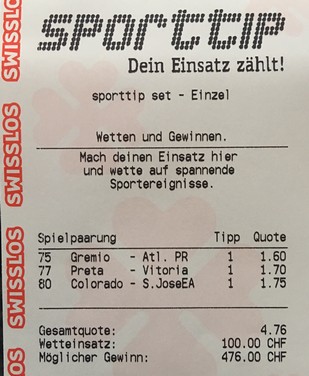 sporttip
Dein Einsatz zählt!
sporttip set - Einzel
Wetten und Gewinnen.
Mach deinen Einsatz hier
und wette auf spannende
Sportereignisse.
Spielpaarung Tipp Quote
75 Gremio - Atl. PR 1 1.60
77 Preta - Vitoria 1 1.70
80 Colorado - S.JoseEA 1 1.75
Gesamtquote: 4.76
Wetteinsatz: 100.00 CHF
Möglicher Gewinn: 476.00 CHF
SWISSLOS
SWISSLOS
SWISSLOS
OS